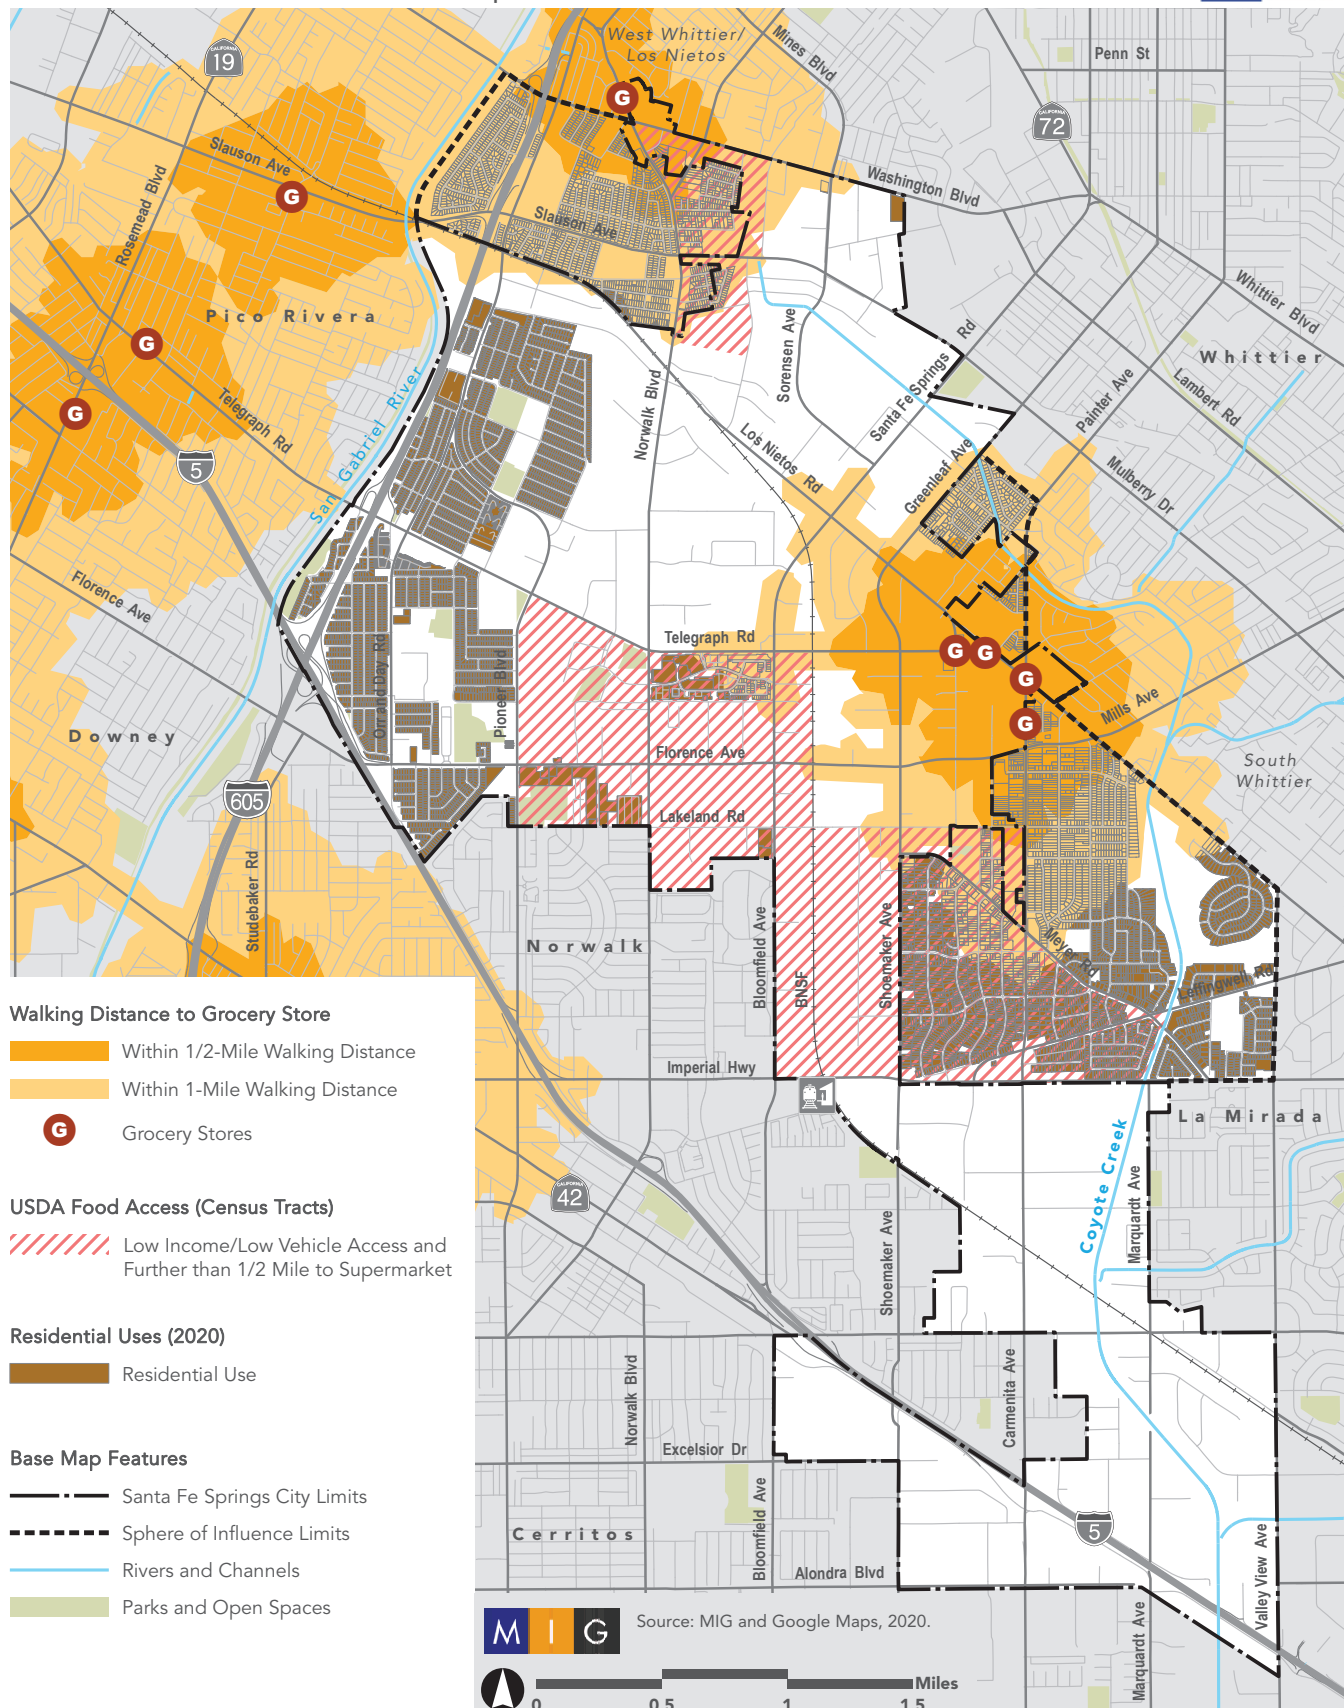 West Whittier/
Los Nietos
Mines Blvd
Penn St
CALIFORNIA
19
G
CALIFORNIA
72
Slauson Ave
G
Rosemead Blvd
Washington Blvd
Slauson Ave
Pico Rivera
G
Whittier Blvd
Whittier
Sorensen Ave
Santa Fe Springs Rd
Painter Ave
Lambert Rd
G
Telegraph Rd
San Gabriel River
Norwalk Blvd
Los Nietos Rd
Greenleaf Ave
Mulberry Dr
5
Florence Ave
Telegraph Rd
G
G
G
G
Orr and Day Rd
Pioneer Blvd
Mills Ave
Downey
Florence Ave
South
Whittier
605
Lakeland Rd
Studebaker Rd
Norwalk
Bloomfield Ave
BNSF
Shoemaker Ave
Meyer Rd
Leffingwell Rd
Imperial Hwy
La Mirada
Coyote Creek
Marquardt Ave
CALIFORNIA
42
Shoemaker Ave
Norwalk Blvd
Carmenita Ave
Excelsior Dr
Bloomfield Ave
Cerritos
5
Valley View Ave
Alondra Blvd
Marquardt Ave
Walking Distance to Grocery Store
Within 1/2-Mile Walking Distance
Within 1-Mile Walking Distance
G
Grocery Stores
USDA Food Access (Census Tracts)
Low Income/Low Vehicle Access and
Further than 1/2 Mile to Supermarket
Residential Uses (2020)
Residential Use
Base Map Features
Santa Fe Springs City Limits
Sphere of Influence Limits
Rivers and Channels
Parks and Open Spaces
M I G
Source: MIG and Google Maps, 2020.
Miles
0 0.5 1 1.5